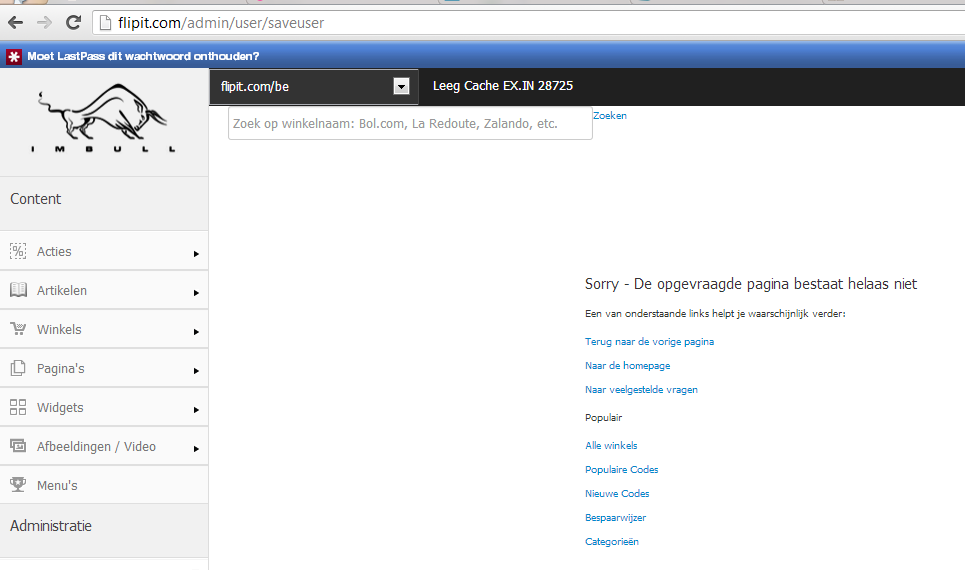 flipit.com/admin/user/saveuser
Moet LastPass dit wachtwoord onthouden?
IMBULL
flipit.com/be
Leeg Cache EX.IN 28725
Zoek op winkelnaam: Bol.com, La Redoute, Zalando, etc.
Zoeken
Content
Acties
Artikelen
Winkels
Pagina's
Widgets
Afbeeldingen / Video
Menu's
Administratie
Sorry - De opgevraagde pagina bestaat helaas niet
Een van onderstaande links helpt je waarschijnlijk verder:
Terug naar de vorige pagina
Naar de homepage
Naar veelgestelde vragen
Populair
Alle winkels
Populaire Codes
Nieuwe Codes
Bespaarwijzer
Categorieën